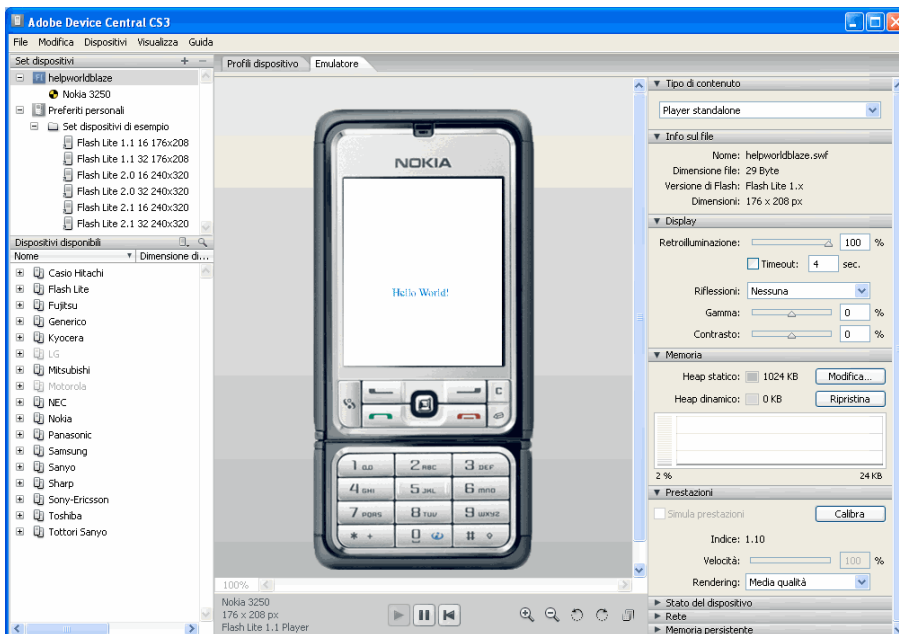 Adobe Device Central CS3
File Modifica Dispositivi Visualizza Guida
Set dispositivi
helpworldblaze
Nokia 3250
Preferiti personali
Set dispositivi di esempio
Flash Lite 1.1 16 176x208
Flash Lite 1.1 32 176x208
Flash Lite 2.0 16 240x320
Flash Lite 2.0 32 240x320
Flash Lite 2.1 16 240x320
Flash Lite 2.1 32 240x320
Dispositivi disponibili
Nome Dimensione di...
Casio Hitachi
Flash Lite
Fujitsu
Generico
Kyocera
LG
Mitsubishi
Motorola
NEC
Nokia
Panasonic
Samsung
Sanyo
Sharp
Sony-Ericsson
Toshiba
Tottori Sanyo
Profili dispositivo Emulatore
NOKIA
Hello World!
C
1 2 ABC 3 DEF
4 GHI 5 JKL 6 mno
7 PQRS 8 TUV 9 WXYZ
* + 0 #
100%
Nokia 3250
176 x 208 px
Flash Lite 1.1 Player
Tipo di contenuto
Player standalone
Info sul file
Nome: helpworldblaze.swf
Dimensione file: 29 Byte
Versione di Flash: Flash Lite 1.x
Dimensioni: 176 x 208 px
Display
Retroilluminazione: 100 %
Timeout: 4 sec.
Riflessioni: Nessuna
Gamma: 0 %
Contrasto: 0 %
Memoria
Heap statico: 1024 KB Modifica...
Heap dinamico: 0 KB Ripristina
2 % 24 KB
Prestazioni
Simula prestazioni Calibra
Indice: 1.10
Velocità: 100 %
Rendering: Media qualità
Stato del dispositivo
Rete
Memoria persistente